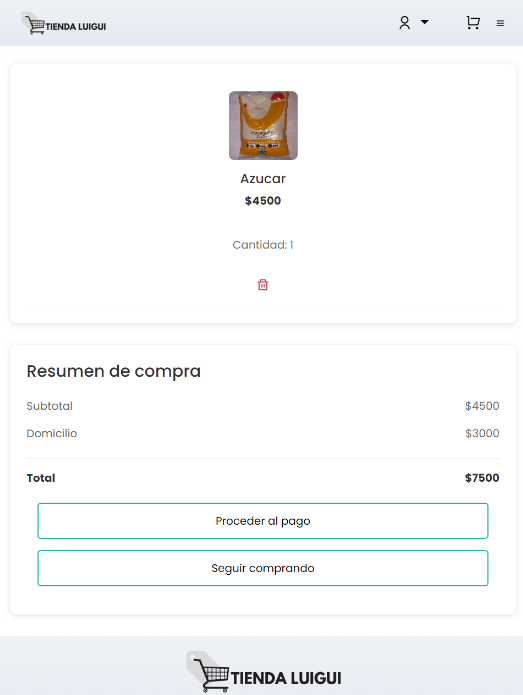 TIENDA LUIGUI
Azucar
$4500
Cantidad: 1
Resumen de compra
Subtotal $4500
Domicilio $3000
Total $7500
Proceder al pago
Seguir comprando
TIENDA LUIGUI